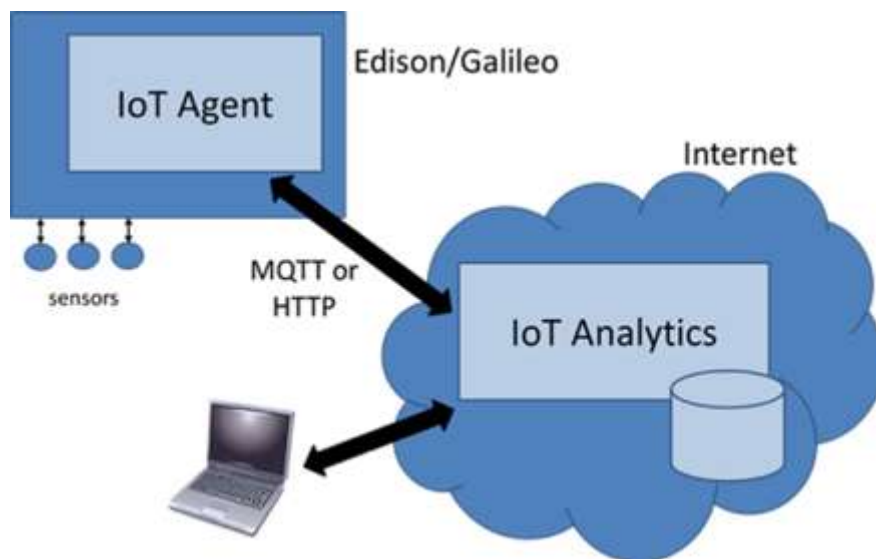 IoT Agent
Edison/Galileo
sensors
MQTT or
HTTP
Internet
IoT Analytics